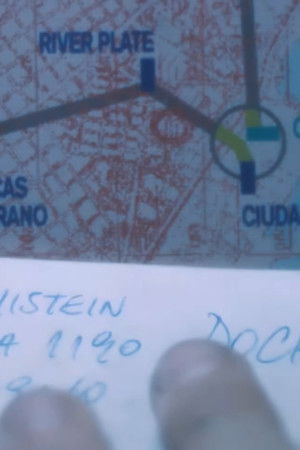 RIVER PLATE
CAS
RANO
CIUDA
ISTEIN
A 1190
DOC